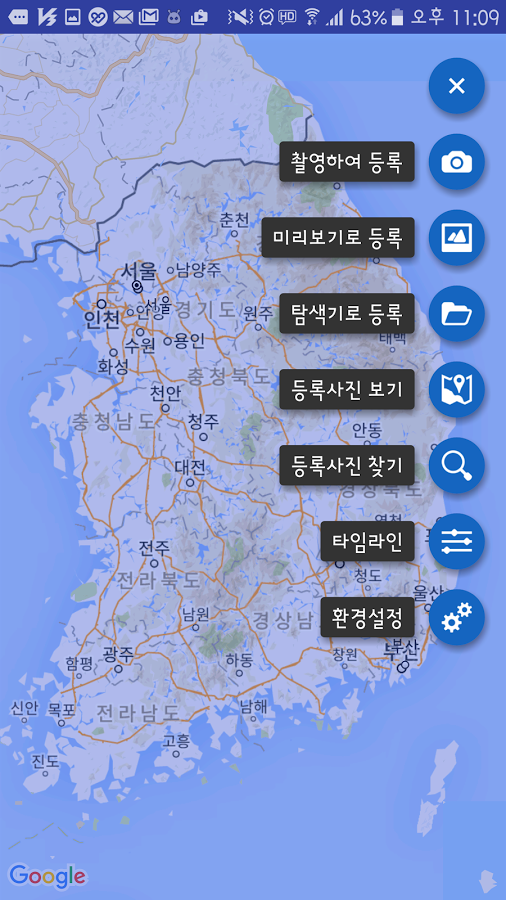 63% 오후 11:09
촬영하여 등록
춘천
미리보기로 등록
서울
남양주
서울
인천
안양
경기도
원주
탐색기로 등록
수원
용인
태백
화성
충청북도
천안
등록사진 보기
충청남도
청주
안동
대전
등록사진 찾기
경상북도
전주
타임라인
전라북도
청도
울산
남원
경상남
환경설정
광주
함평
하동
창원
부산
신안
목포
전라남도
남해
고흥
진도
Google